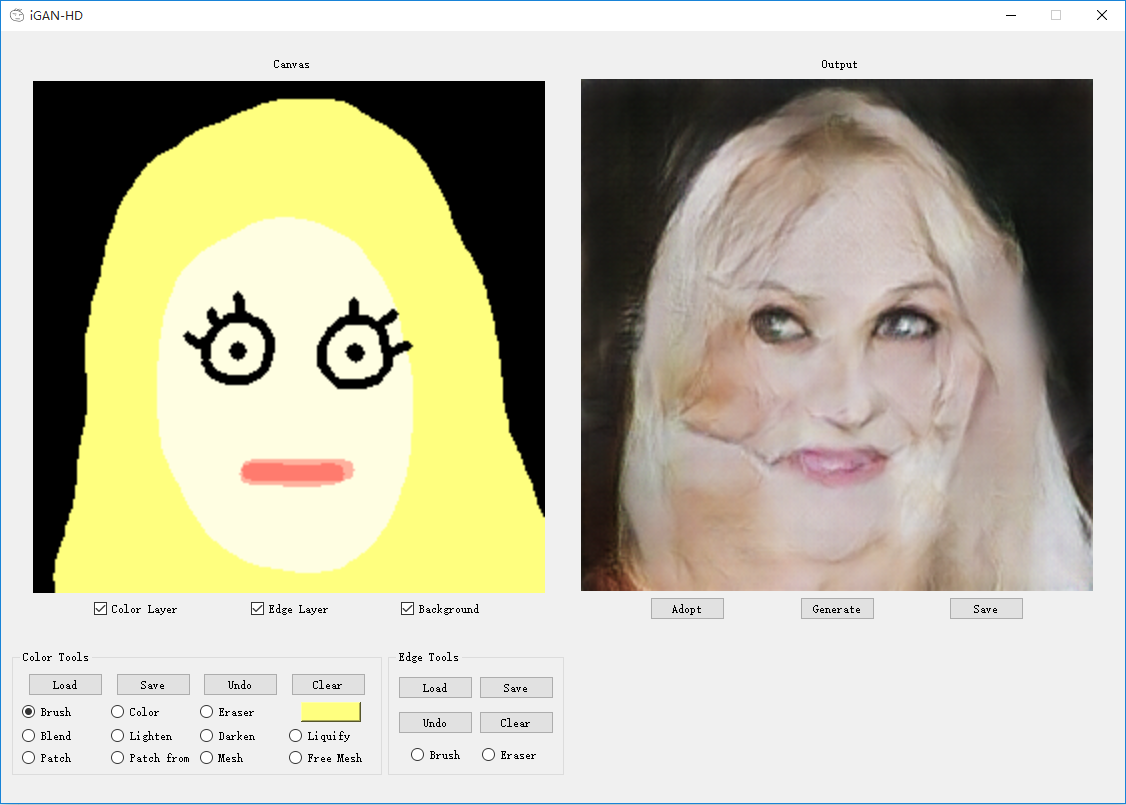 iGAN-HD
Canvas
Output
Color Layer
Edge Layer
Background
Adopt
Generate
Save
Color Tools
Load
Save
Undo
Clear
Brush
Color
Eraser
Blend
Lighten
Darken
Liquify
Patch
Patch from
Mesh
Free Mesh
Edge Tools
Load
Save
Undo
Clear
Brush
Eraser